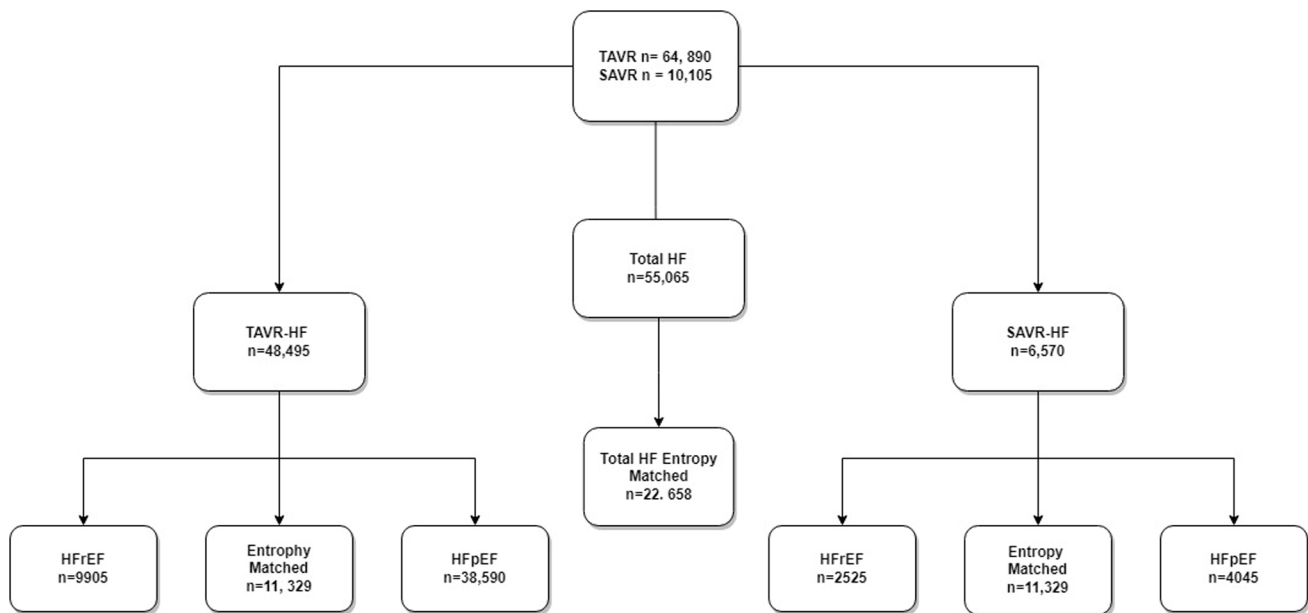 TAVR n= 64, 890
SAVR n = 10,105
Total HF
n=55,065
TAVR-HF
n=48,495
SAVR-HF
n=6,570
Total HF Entropy
Matched
n=22. 658
HFrEF
n=9905
Entrophy
Matched
n=11, 329
HFpEF
n=38,590
HFrEF
n=2525
Entropy
Matched
n=11,329
HFpEF
n=4045